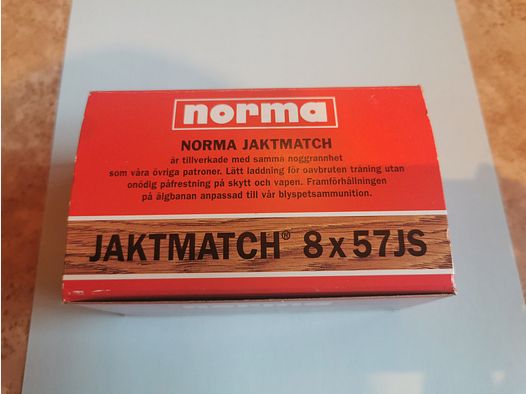 norma
NORMA JAKTMATCH
är tillverkade med samma noggrannhet
som våra övriga patroner. Lätt laddning för oavbruten träning utan
onödig påfrestning på skytt och vapen. Framförhållningen
på älgbanan anpassad till vår blyspetsammunition.
JAKTMATCH® 8 x 57JS